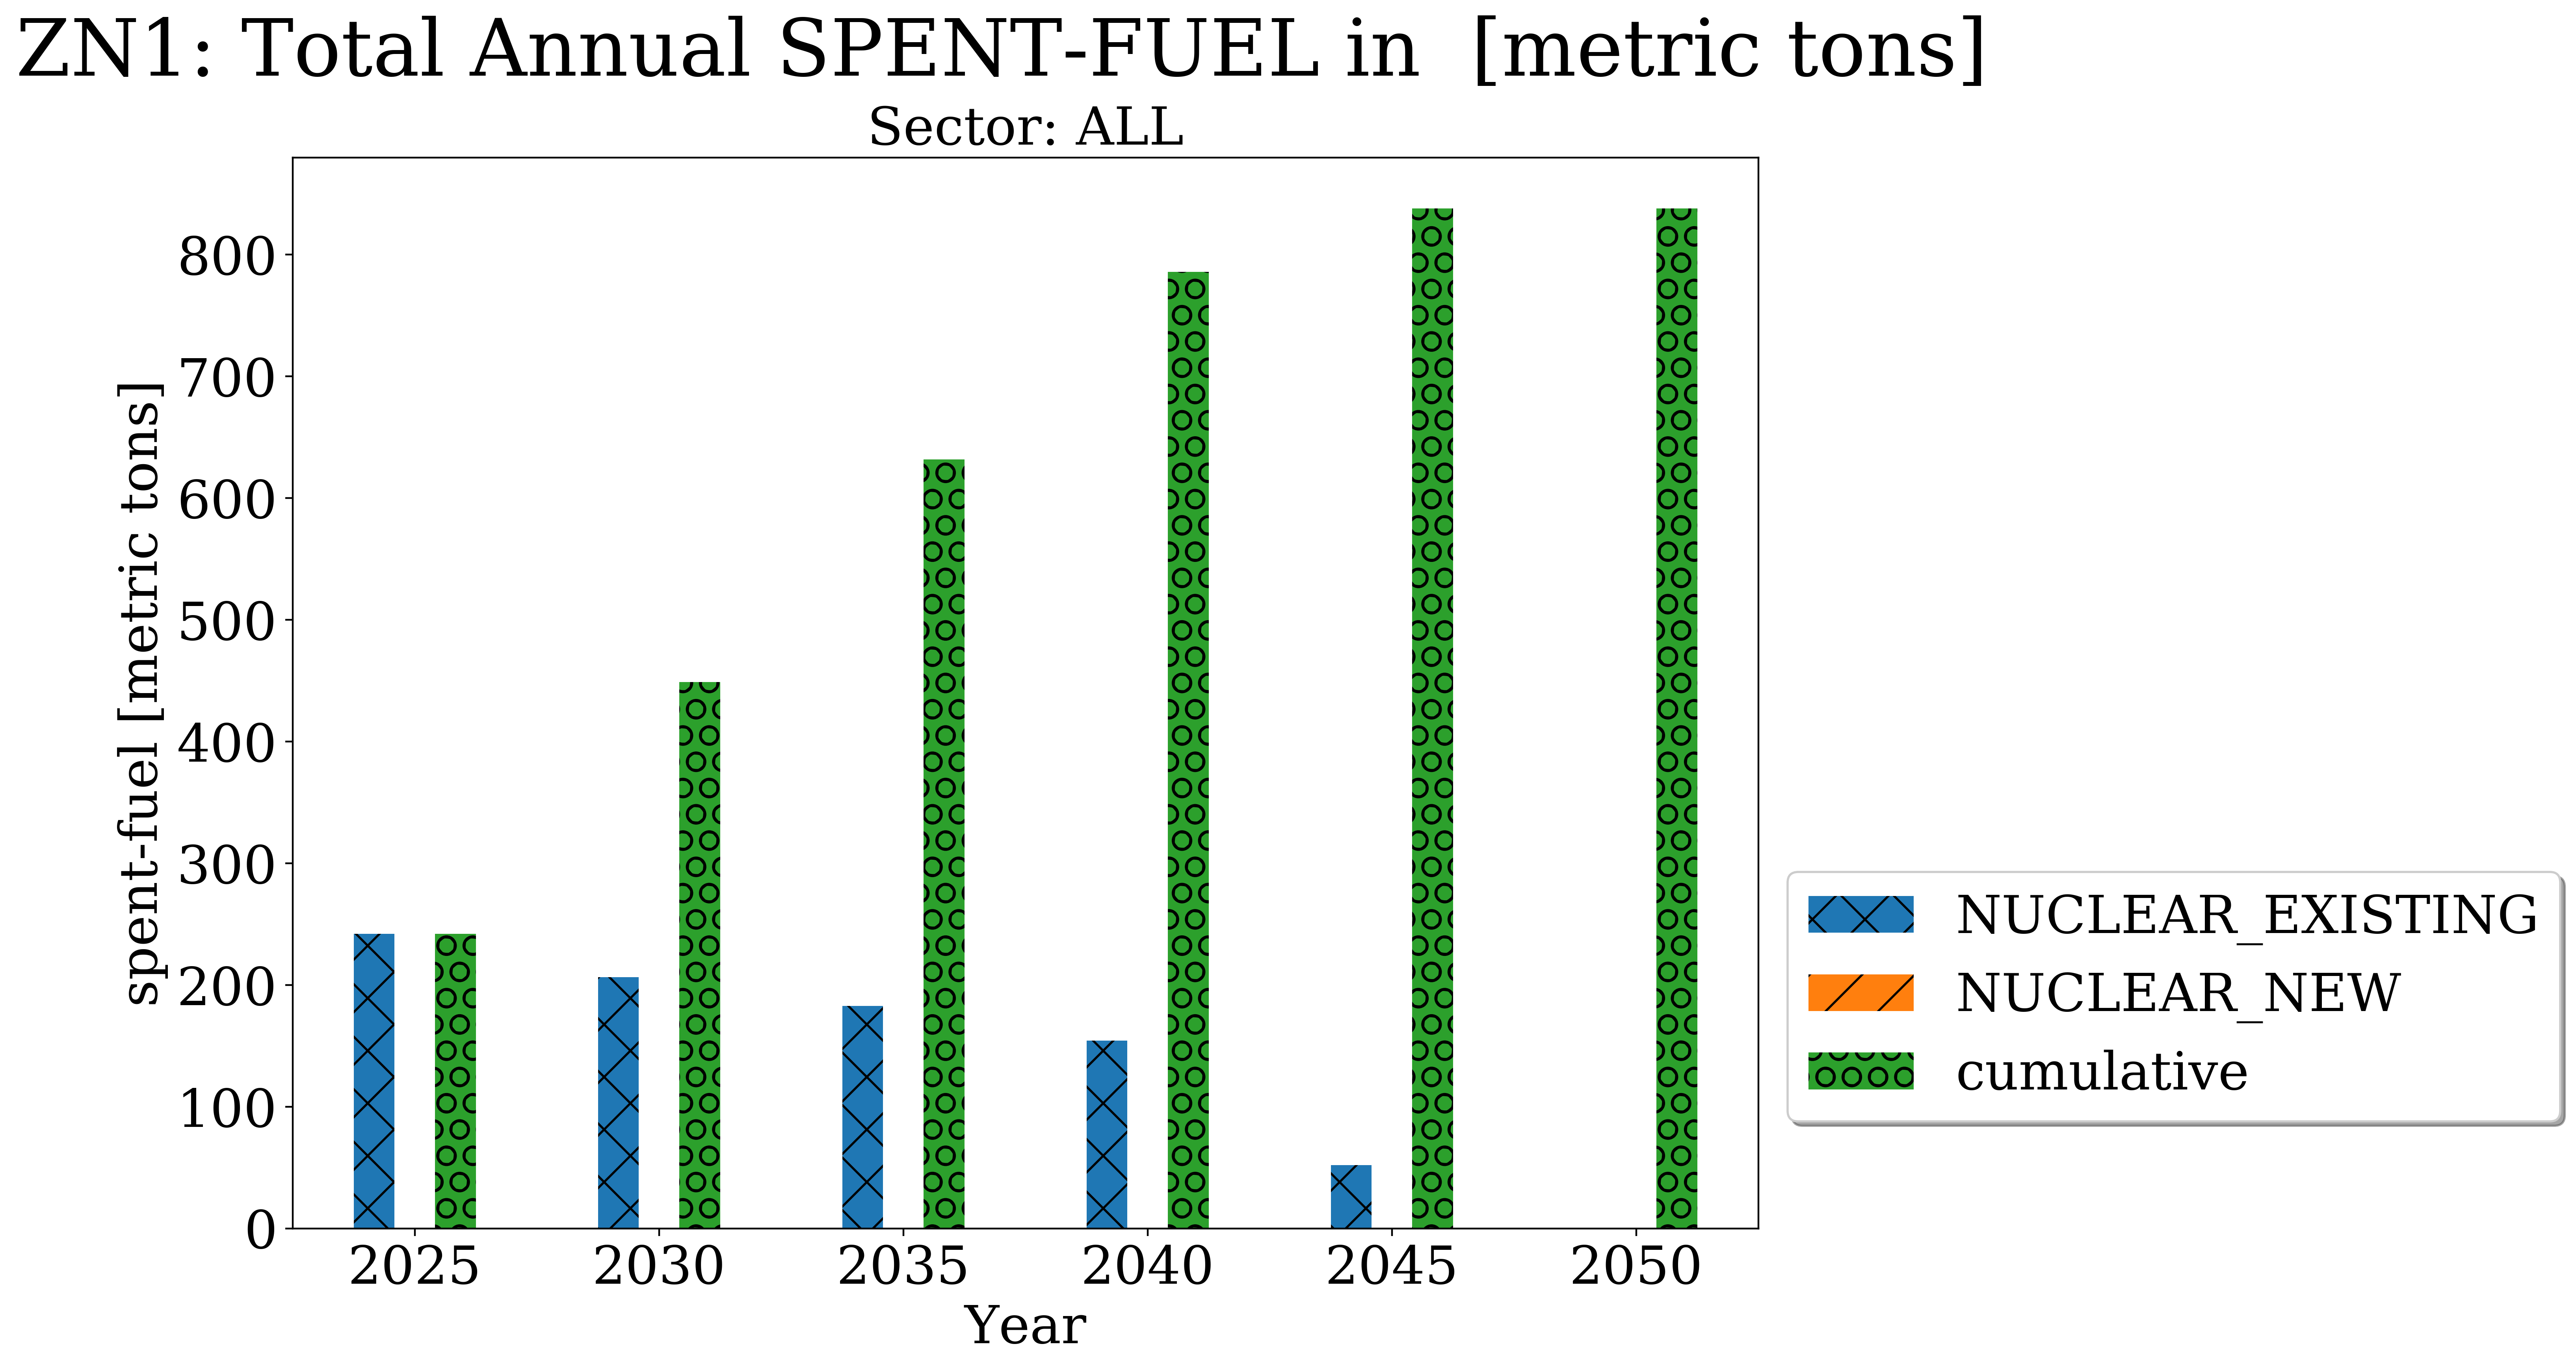 ZN1: Total Annual SPENT-FUEL in  [metric tons]
Sector: ALL
spent-fuel [metric tons]
800
700
600
500
400
300
200
100
0
2025 2030 2035 2040 2045 2050
Year
NUCLEAR_EXISTING
NUCLEAR_NEW
cumulative